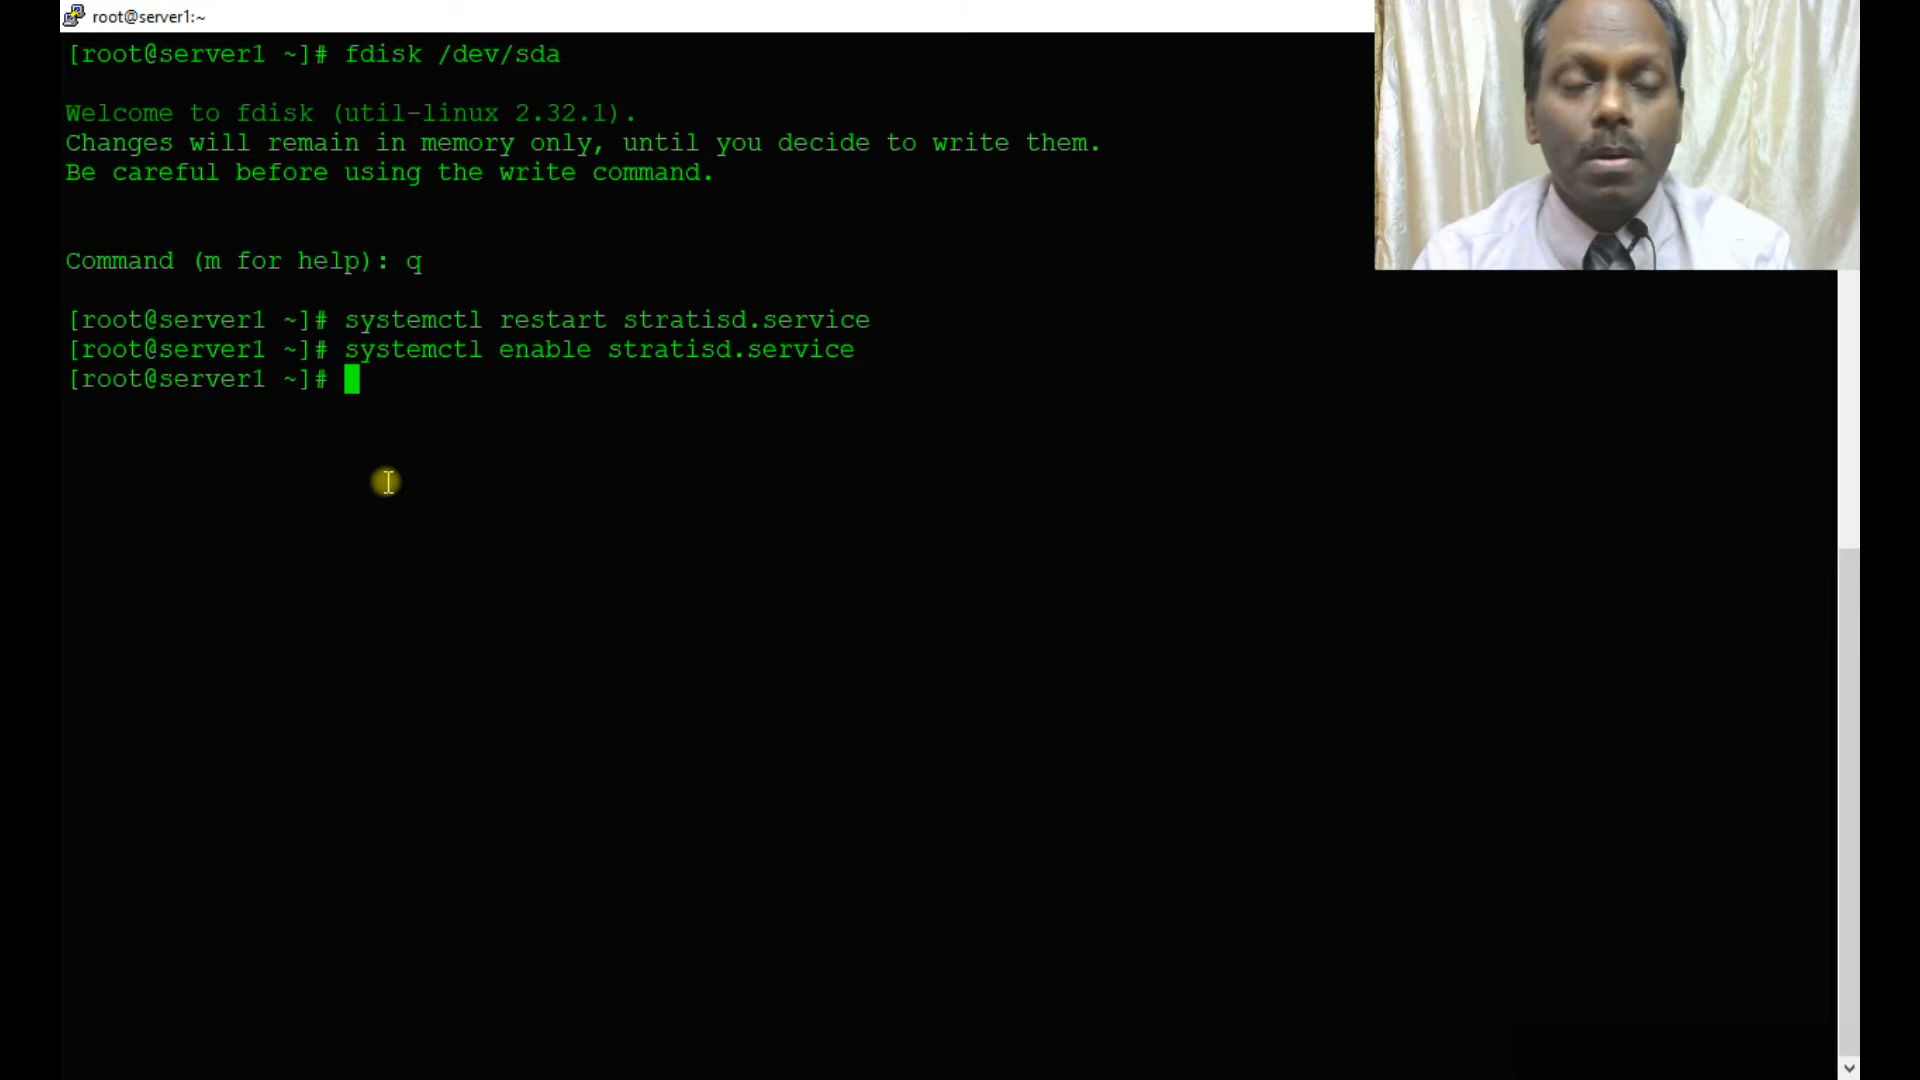 root@server1:~
[root@server1 ~]# fdisk /dev/sda
Welcome to fdisk (util-linux 2.32.1).
Changes will remain in memory only, until you decide to write them.
Be careful before using the write command.
Command (m for help): q
[root@server1 ~]# systemctl restart stratisd.service
[root@server1 ~]# systemctl enable stratisd.service
[root@server1 ~]#